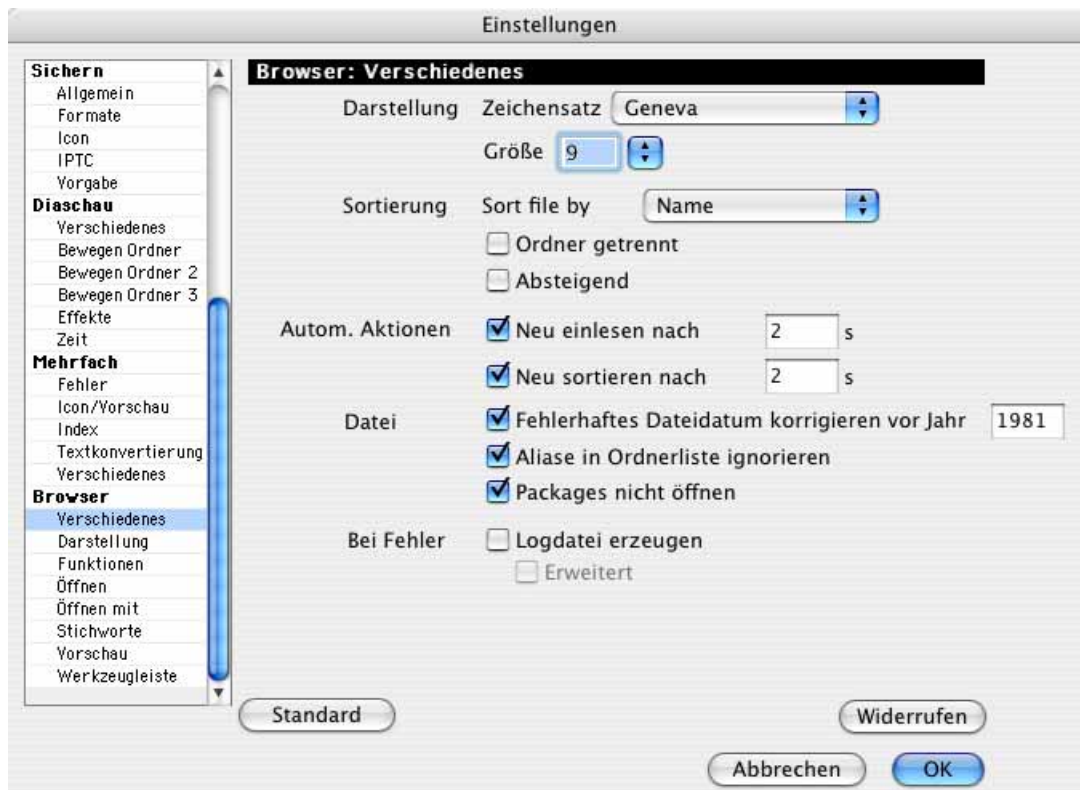 Einstellungen
Sichern
Allgemein
Formate
Icon
IPTC
Vorgabe
Diaschau
Verschiedenes
Bewegen Ordner
Bewegen Ordner 2
Bewegen Ordner 3
Effekte
Zeit
Mehrfach
Fehler
Icon/Vorschau
Index
Textkonvertierung
Verschiedenes
Browser
Verschiedenes
Darstellung
Funktionen
Öffnen
Öffnen mit
Stichworte
Vorschau
Werkzeugleiste
Browser: Verschiedenes
Darstellung Zeichensatz Geneva
Größe 9
Sortierung Sort file by Name
Ordner getrennt
Absteigend
Autom. Aktionen Neu einlesen nach 2 s
Neu sortieren nach 2 s
Datei Fehlerhaftes Dateidatum korrigieren vor Jahr 1981
Aliase in Ordnerliste ignorieren
Packages nicht öffnen
Bei Fehler Logdatei erzeugen
Erweitert
Standard Widerrufen
Abbrechen OK